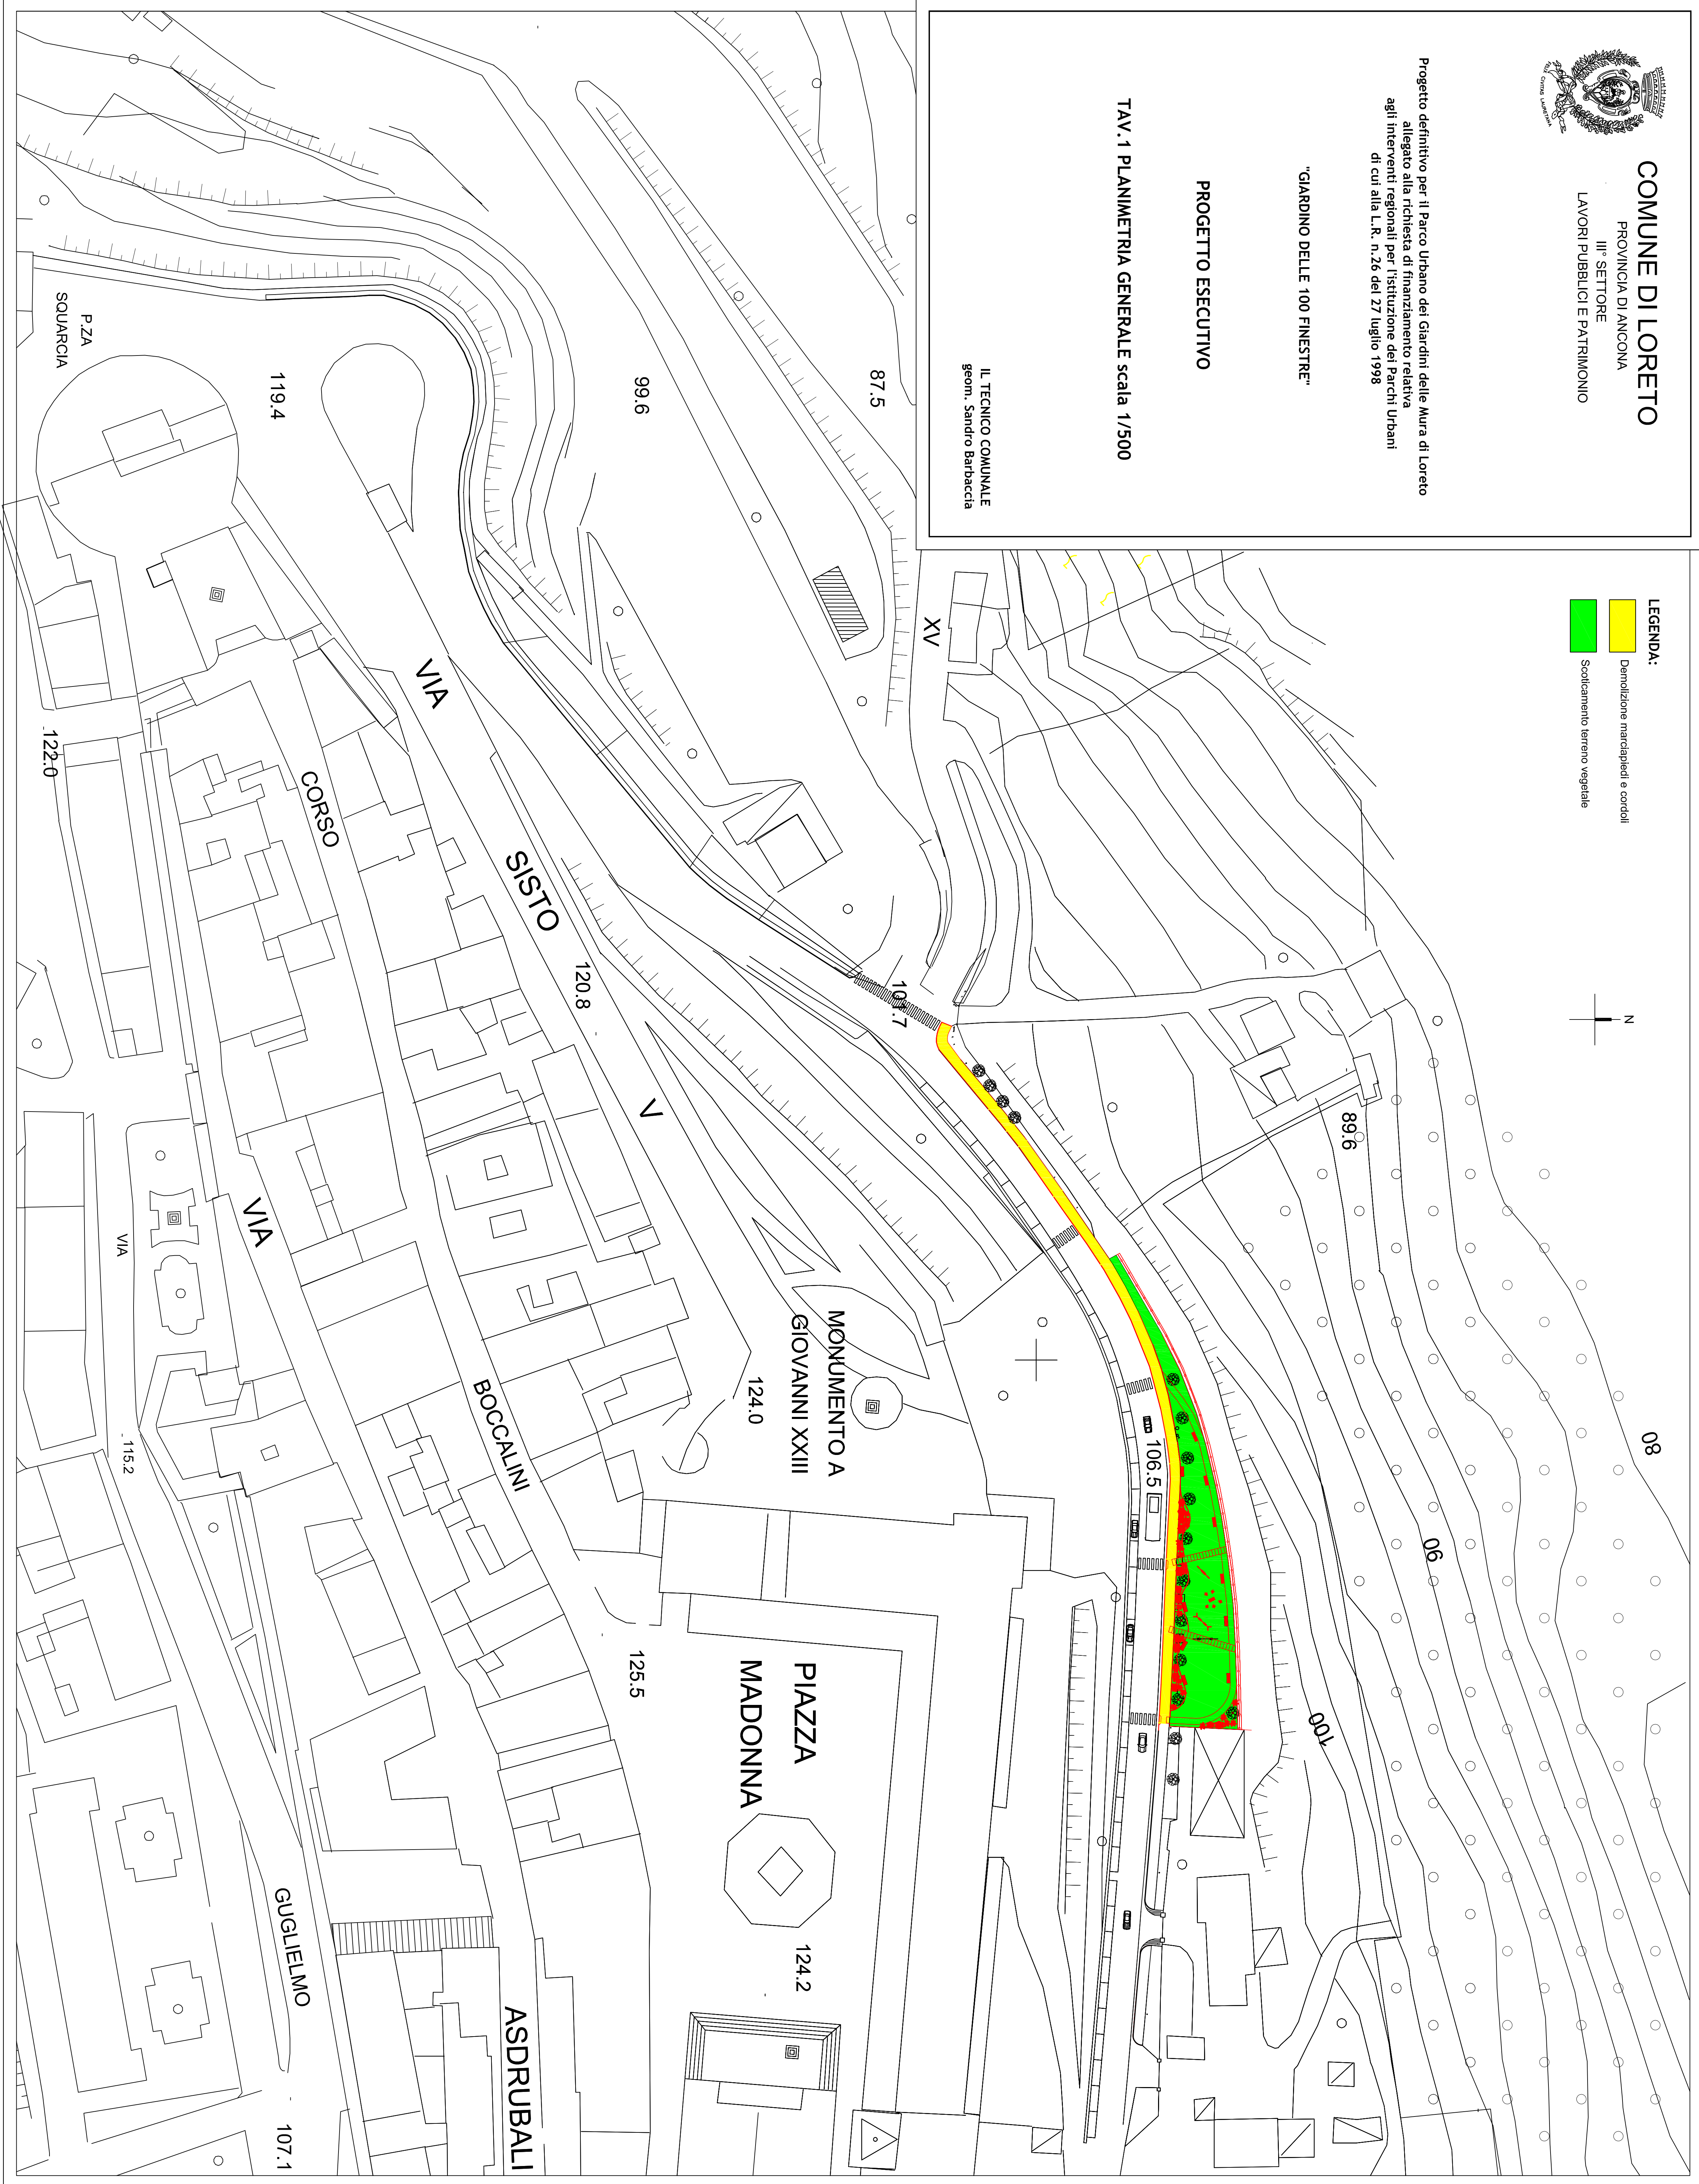 COMUNE DI LORETO
PROVINCIA DI ANCONA
III° SETTORE
LAVORI PUBBLICI E PATRIMONIO
FELIX CIVITAS LAURETANA
Progetto definitivo per il Parco Urbano dei Giardini delle Mura di Loreto
allegato alla richiesta di finanziamento relativa
agli interventi regionali per l'istituzione dei Parchi Urbani
di cui alla L.R. n.26 del 27 luglio 1998
"GIARDINO DELLE 100 FINESTRE"
PROGETTO ESECUTIVO
TAV.1 PLANIMETRIA GENERALE scala 1/500
IL TECNICO COMUNALE
geom. Sandro Barbaccia
LEGENDA:
Demolizione marciapiedi e cordoli
Scoticamento terreno vegetale
N
87.5
99.6
119.4
P.ZA
SQUARCIA
XV
VIA
SISTO
V
122.0
CORSO
120.8
89.6
VIA
VIA
MONUMENTO A
GIOVANNI XXIII
124.0
106.5
80
90
100
BOCCALINI
115.2
125.5
PIAZZA
MADONNA
124.2
GUGLIELMO
ASDRUBALI
107.1